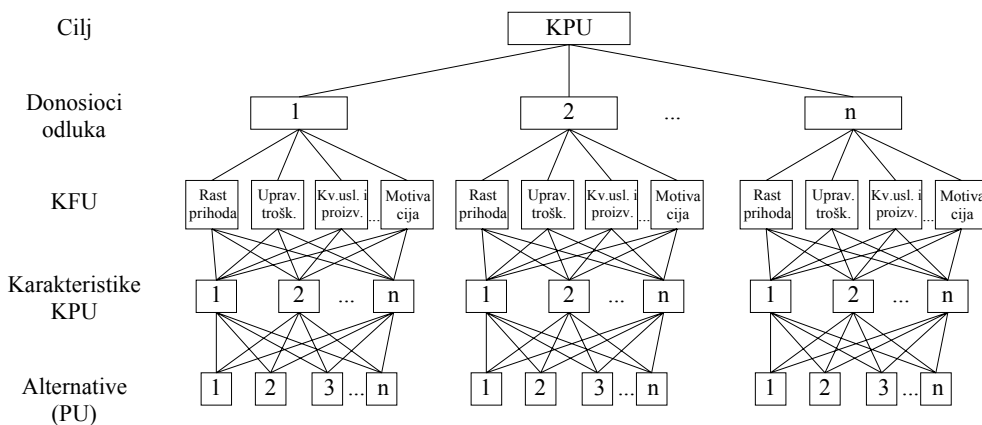 Cilj
KPU
Donosioci
odluka
1
2
...
n
KFU
Rast
prihoda
Uprav.
trošk.
Kv.usl. i
proizv.
...
Motiva
cija
Rast
prihoda
Uprav.
trošk.
Kv.usl. i
proizv.
...
Motiva
cija
Rast
prihoda
Uprav.
trošk.
Kv.usl. i
proizv.
...
Motiva
cija
Karakteristike
KPU
1
2
...
n
1
2
...
n
1
2
...
n
Alternative
(PU)
1
2
3
...
n
1
2
3
...
n
1
2
3
...
n